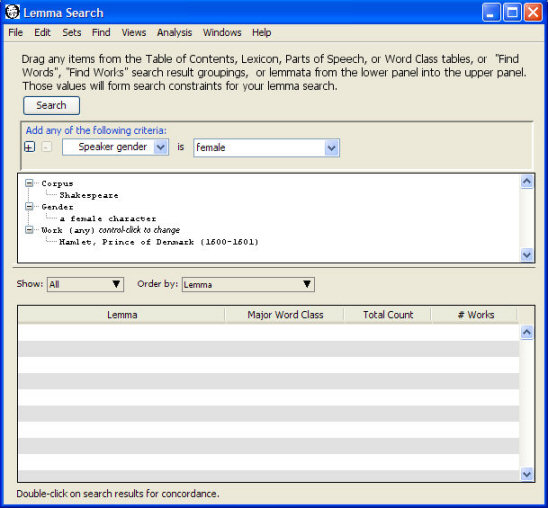 Lemma Search
File Edit Sets Find Views Analysis Windows Help
Drag any items from the Table of Contents, Lexicon, Parts of Speech, or Word Class tables, or "Find
Words", "Find Works" search result groupings, or lemmata from the lower panel into the upper panel.
Those values will form search constraints for your lemma search.
Search
Add any of the following criteria:
+ - Speaker gender is female
Corpus
Shakespeare
Gender
a female character
Work (any) control-click to change
Hamlet, Prince of Denmark (1600-1601)
Show: All Order by: Lemma
Lemma Major Word Class Total Count # Works
Double-click on search results for concordance.